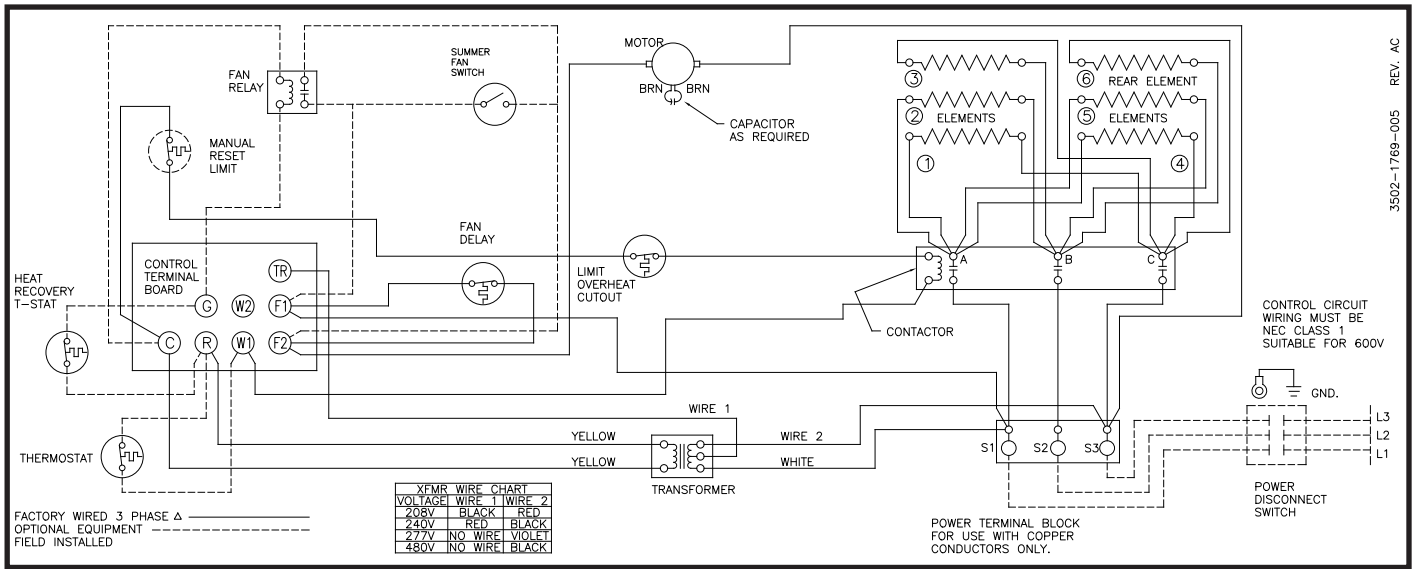 SUMMER
FAN
SWITCH
MOTOR
FAN
RELAY
BRN BRN
CAPACITOR
AS REQUIRED
MANUAL
RESET
LIMIT
3
2 ELEMENTS
1
6 REAR ELEMENT
5 ELEMENTS
4
3502-1769-005 REV. AC
FAN
DELAY
CONTROL
TERMINAL
BOARD
TR
G W2 F1
C R W1 F2
HEAT
RECOVERY
T-STAT
LIMIT
OVERHEAT
CUTOUT
A B C
CONTACTOR
CONTROL CIRCUIT
WIRING MUST BE
NEC CLASS 1
SUITABLE FOR 600V
GND.
THERMOSTAT
WIRE 1
YELLOW WIRE 2
YELLOW WHITE
TRANSFORMER
S1 S2 S3
L3
L2
L1
POWER
DISCONNECT
SWITCH
POWER TERMINAL BLOCK
FOR USE WITH COPPER
CONDUCTORS ONLY.
XFMR WIRE CHART
VOLTAGE WIRE 1 WIRE 2
208V BLACK RED
240V RED BLACK
277V NO WIRE VIOLET
480V NO WIRE BLACK
FACTORY WIRED 3 PHASE Δ
OPTIONAL EQUIPMENT
FIELD INSTALLED